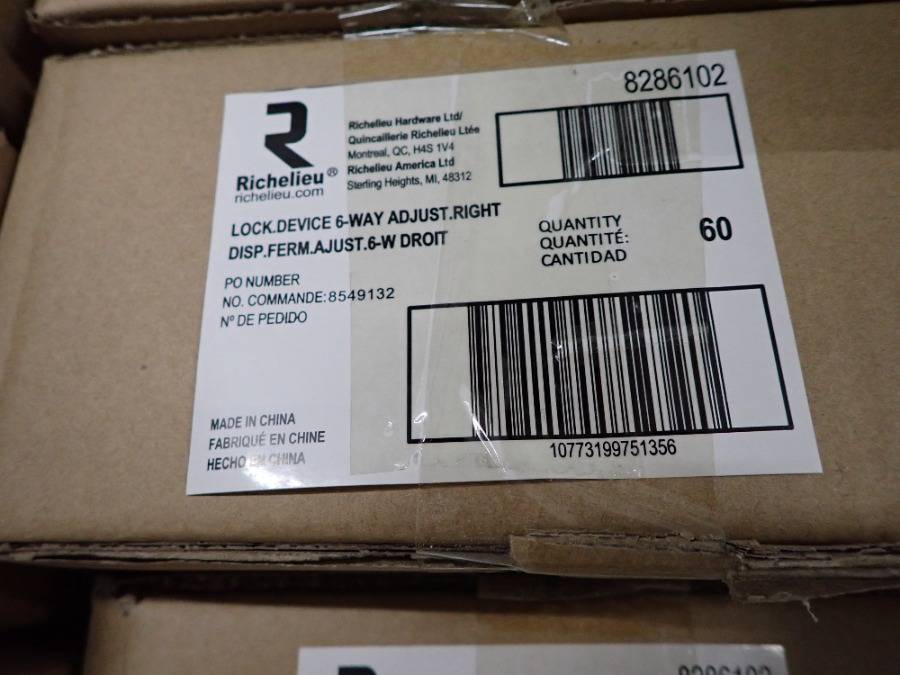 8286102
R
Richelieu®
richelieu.com
Richelieu Hardware Ltd/
Quincaillerie Richelieu Ltée
Montreal, QC, H4S 1V4
Richelieu America Ltd
Sterling Heights, MI, 48312
LOCK.DEVICE 6-WAY ADJUST.RIGHT
DISP.FERM.AJUST.6-W DROIT
QUANTITY
QUANTITÉ: 60
CANTIDAD
PO NUMBER
NO. COMMANDE:8549132
Nº DE PEDIDO
MADE IN CHINA
FABRIQUÉ EN CHINE
HECHO EN CHINA
10773199751356